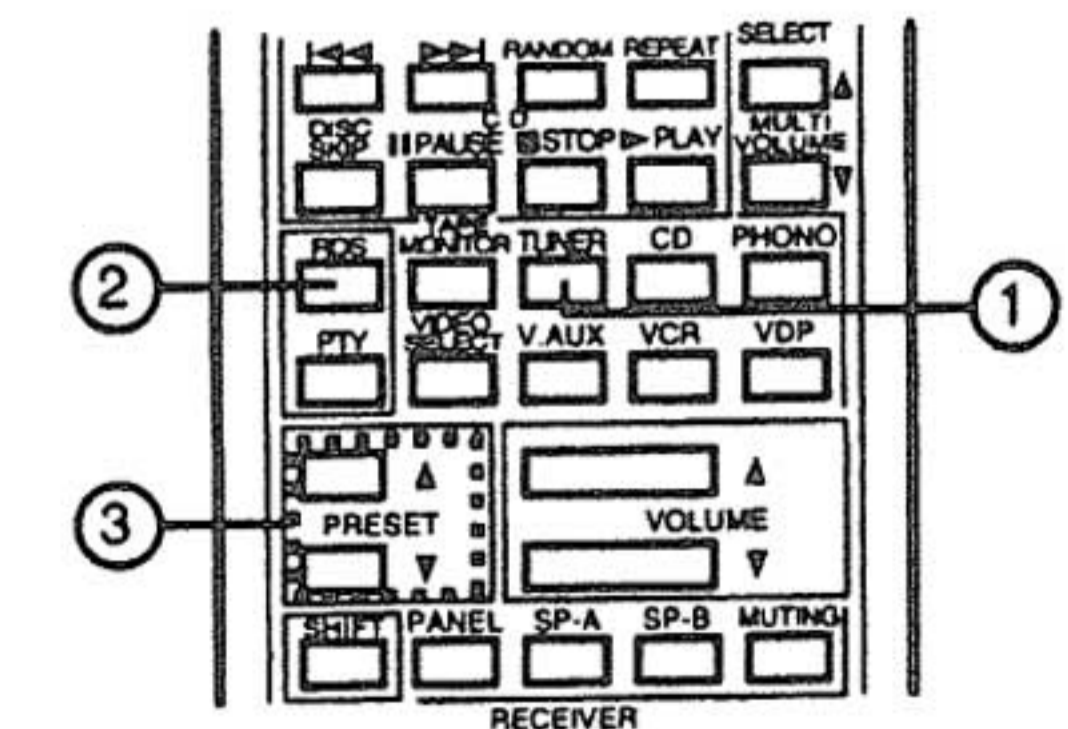 SELECT
RANDOM REPEAT
CD
MULTI
VOLUME
DISC
SKIP
PAUSE
STOP
PLAY
TAPE
MONITOR
RDS
TUNER
CD
PHONO
2
1
PTY
VIDEO
SELECT
V.AUX
VCR
VDP
3
PRESET
VOLUME
SHIFT
PANEL
SP-A
SP-B
MUTING
RECEIVER